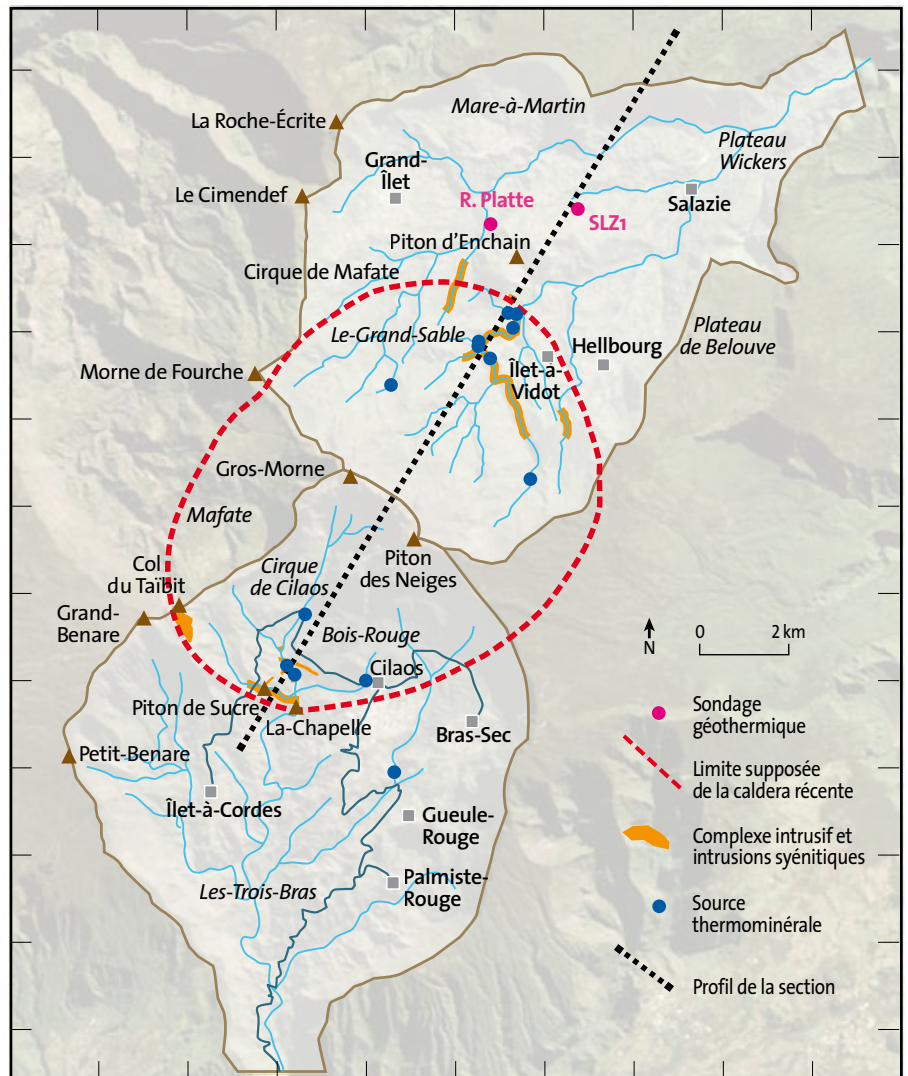 Mare-à-Martin
La Roche-Écrite
Plateau
Wickers
Grand-
Îlet
Le Cimendef
R. Platte
Salazie
SLZ1
Piton d'Enchain
Cirque de Mafate
Le-Grand-Sable
Plateau
de Belouve
Hellbourg
Morne de Fourche
Îlet-à-
Vidot
Gros-Morne
Mafate
Piton
des Neiges
Col
du Taïbit
Cirque
de Cilaos
Grand-
Benare
Bois-Rouge
Cilaos
Piton de Sucre
La-Chapelle
Bras-Sec
Petit-Benare
Îlet-à-Cordes
Gueule-
Rouge
Palmiste-
Rouge
Les-Trois-Bras
N
0 2 km
Sondage
géothermique
Limite supposée
de la caldera récente
Complexe intrusif et
intrusions syénitiques
Source
thermominérale
Profil de la section